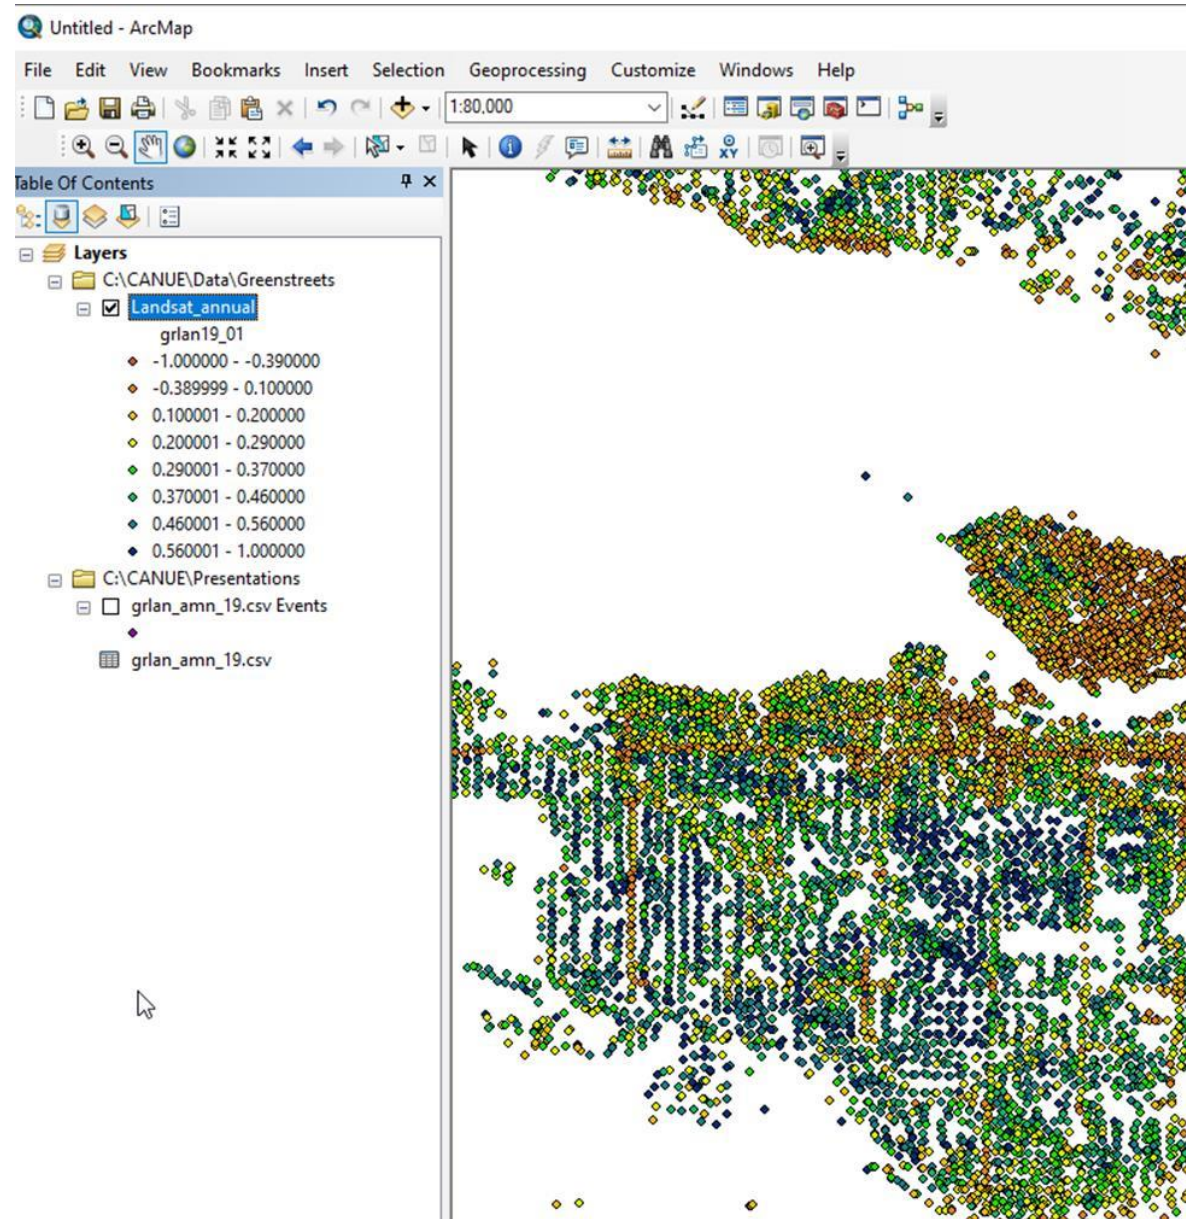 Untitled - ArcMap
File Edit View Bookmarks Insert Selection Geoprocessing Customize Windows Help
1:80,000
XY
Table Of Contents
Layers
C:\CANUE\Data\Greenstreets
Landsat_annual
grlan19_01
-1.000000 - -0.390000
-0.389999 - 0.100000
0.100001 - 0.200000
0.200001 - 0.290000
0.290001 - 0.370000
0.370001 - 0.460000
0.460001 - 0.560000
0.560001 - 1.000000
C:\CANUE\Presentations
grlan_amn_19.csv Events
grlan_amn_19.csv